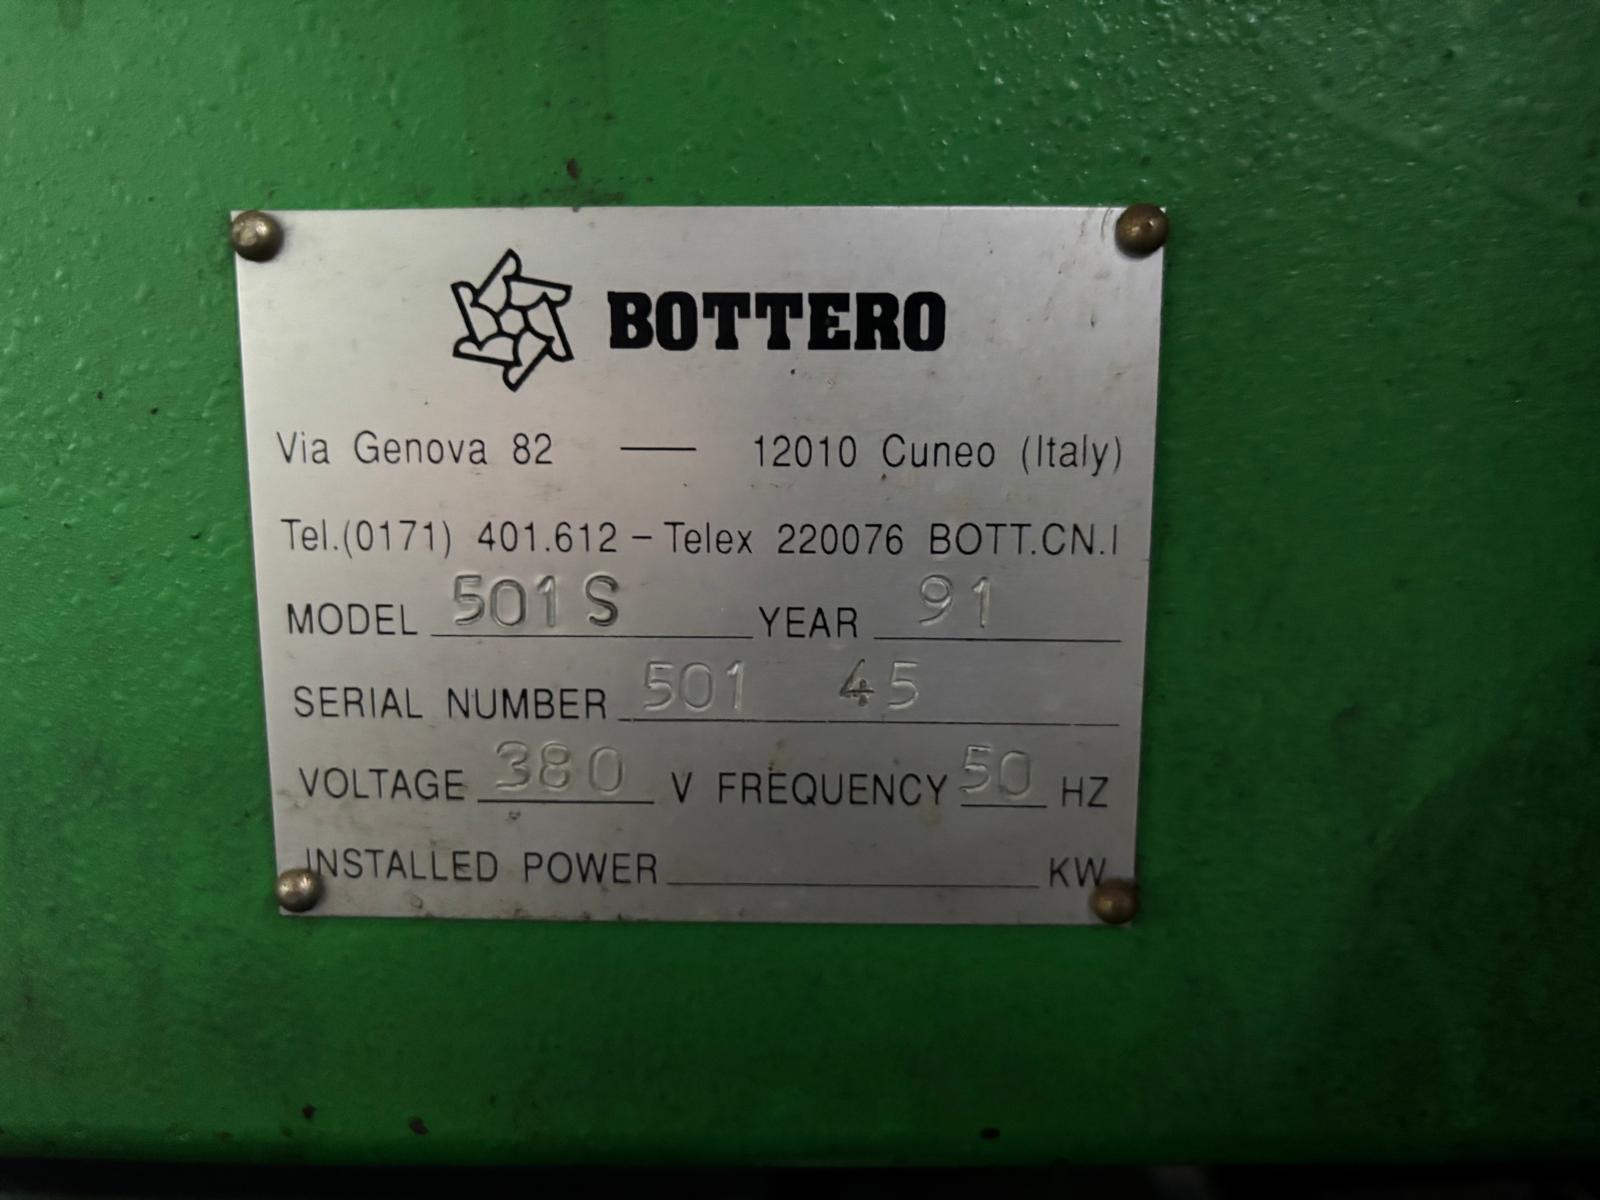 BOTTERO
Via Genova 82 — 12010 Cuneo (Italy)
Tel.(0171) 401.612 – Telex 220076 BOTT.CN.I
MODEL 501 S YEAR 91
SERIAL NUMBER 501 45
VOLTAGE 380 V FREQUENCY 50 HZ
INSTALLED POWER KW